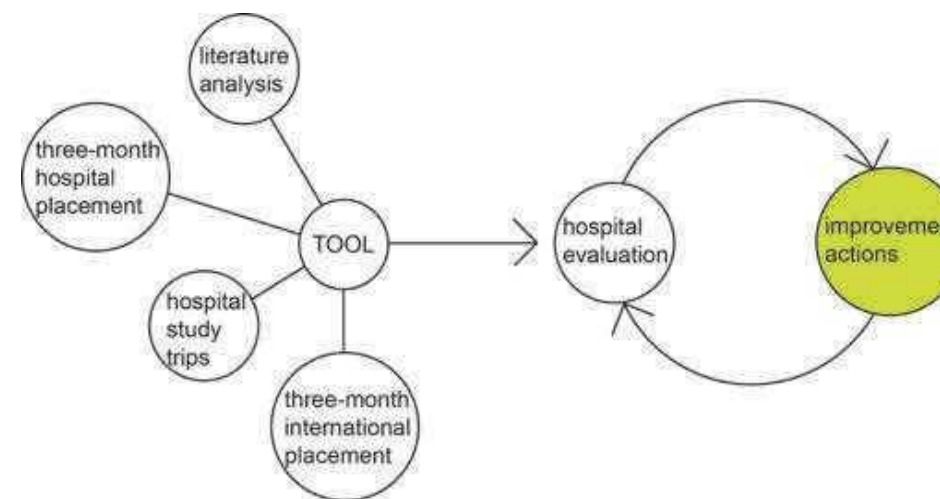 literature
analysis
three-month
hospital
placement
TOOL
hospital
study
trips
three-month
international
placement
hospital
evaluation
improveme
actions